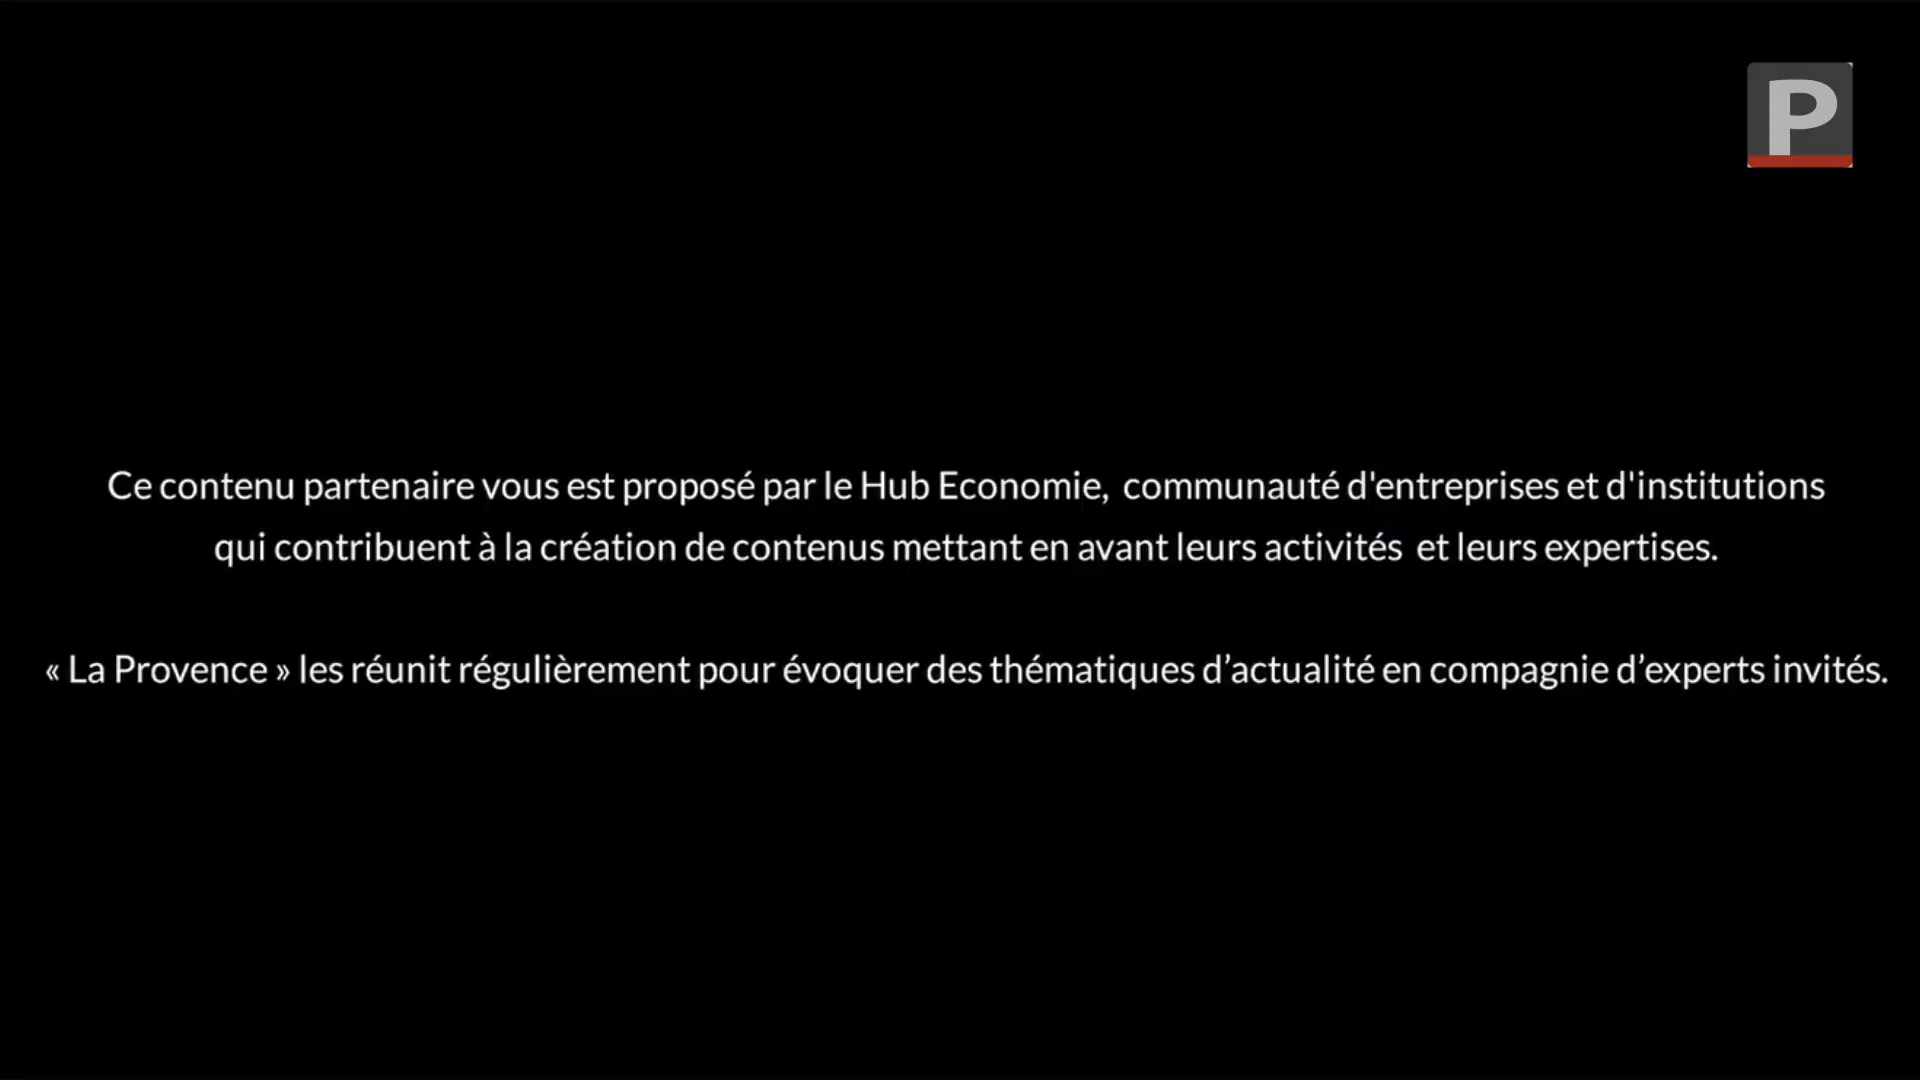 P
Ce contenu partenaire vous est proposé par le Hub Economie,  communauté d'entreprises et d'institutions
qui contribuent à la création de contenus mettant en avant leurs activités  et leurs expertises.
« La Provence » les réunit régulièrement pour évoquer des thématiques d’actualité en compagnie d’experts invités.